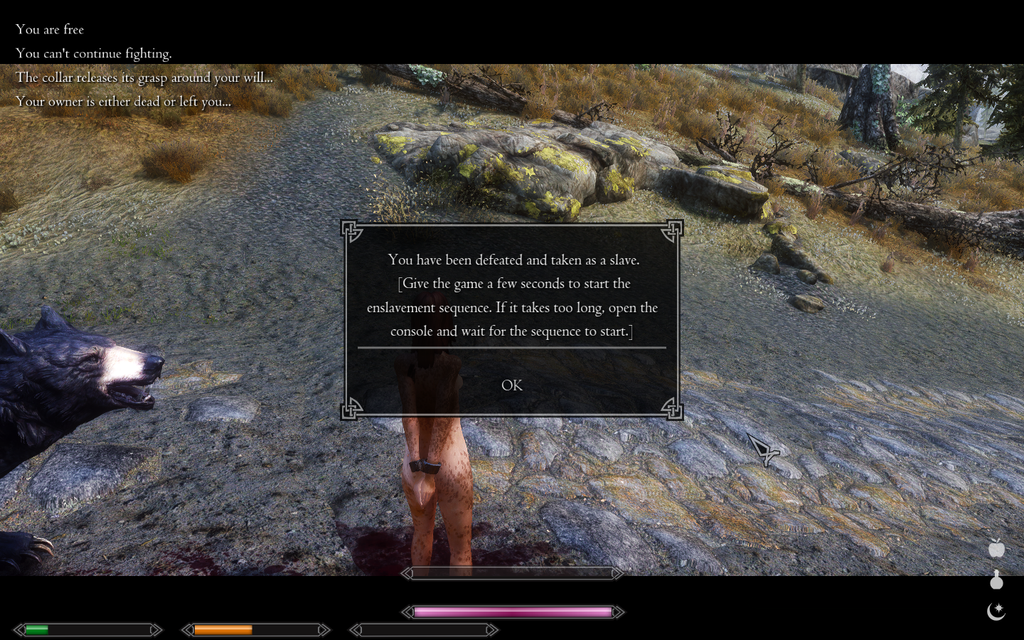 You are free
You can't continue fighting.
The collar releases its grasp around your will...
Your owner is either dead or left you...
You have been defeated and taken as a slave.
[Give the game a few seconds to start the
enslavement sequence. If it takes too long, open the
console and wait for the sequence to start.]
OK